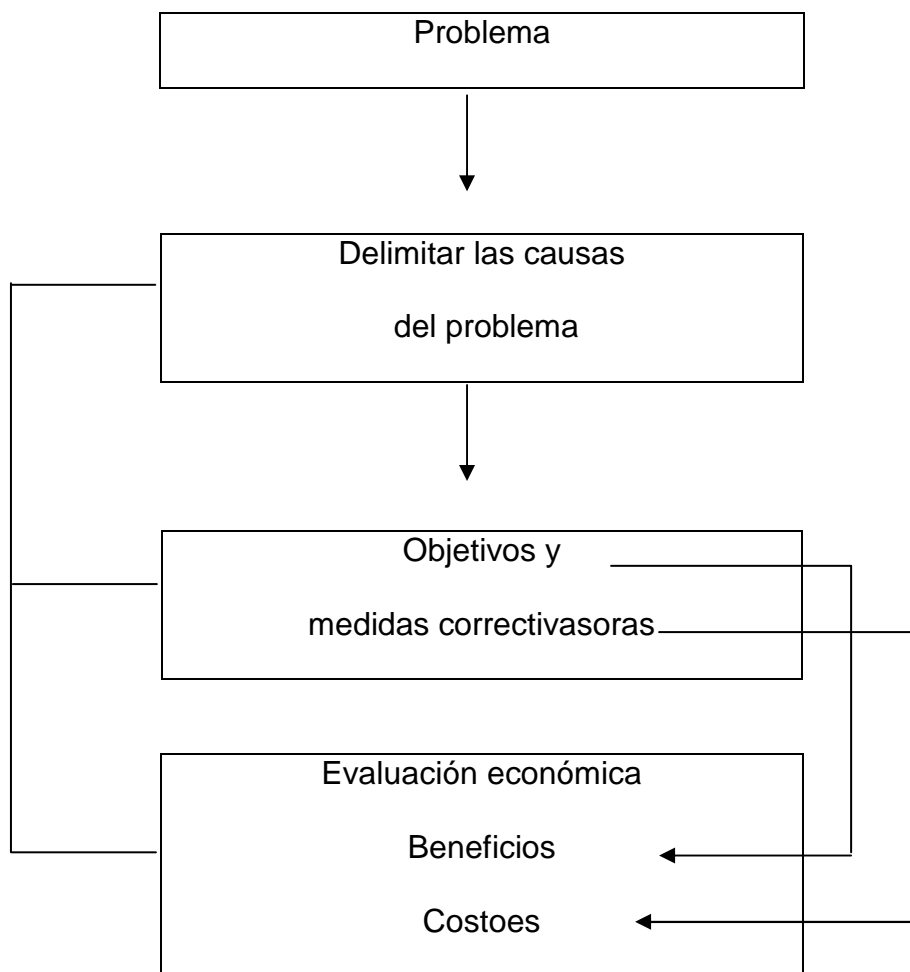 Problema
Delimitar las causas
del problema
Objetivos y
medidas correctivasoras
Evaluación económica
Beneficios
Costoes